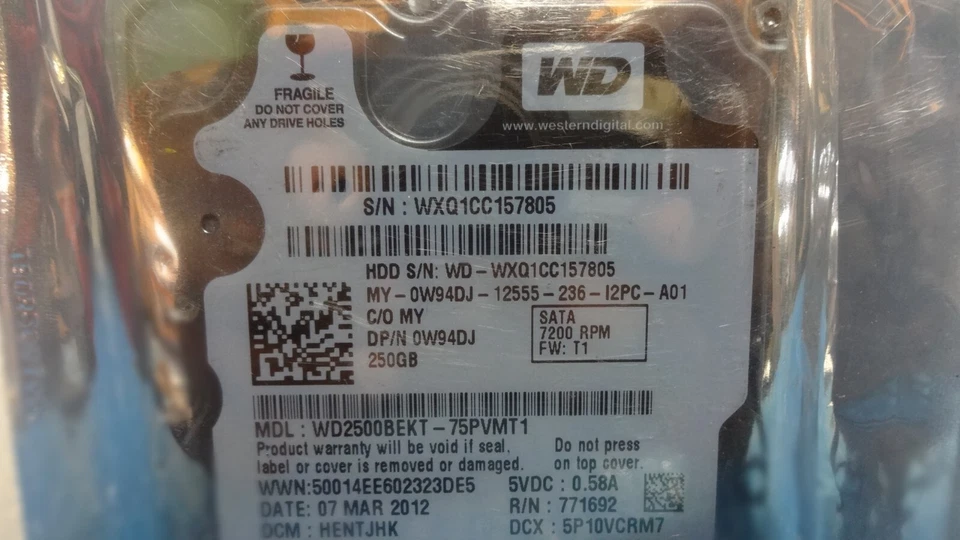 FRAGILE
DO NOT COVER
ANY DRIVE HOLES
WD
www.westerndigital.com
S/N : WXQ1CC157805
HDD S/N: WD - WXQ1CC157805
MY - 0W94DJ - 12555 - 236 - I2PC - A01
C/O MY
DP/N 0W94DJ
250GB
SATA
7200 RPM
FW: T1
MDL : WD2500BEKT - 75PVMT1
Product warranty will be void if seal,
label or cover is removed or damaged.
Do not press
on top cover.
WWN:50014EE602323DE5
5VDC : 0.58A
DATE: 07 MAR 2012
R/N : 771692
DCM : HENTJHK
DCX : 5P10VCRM7